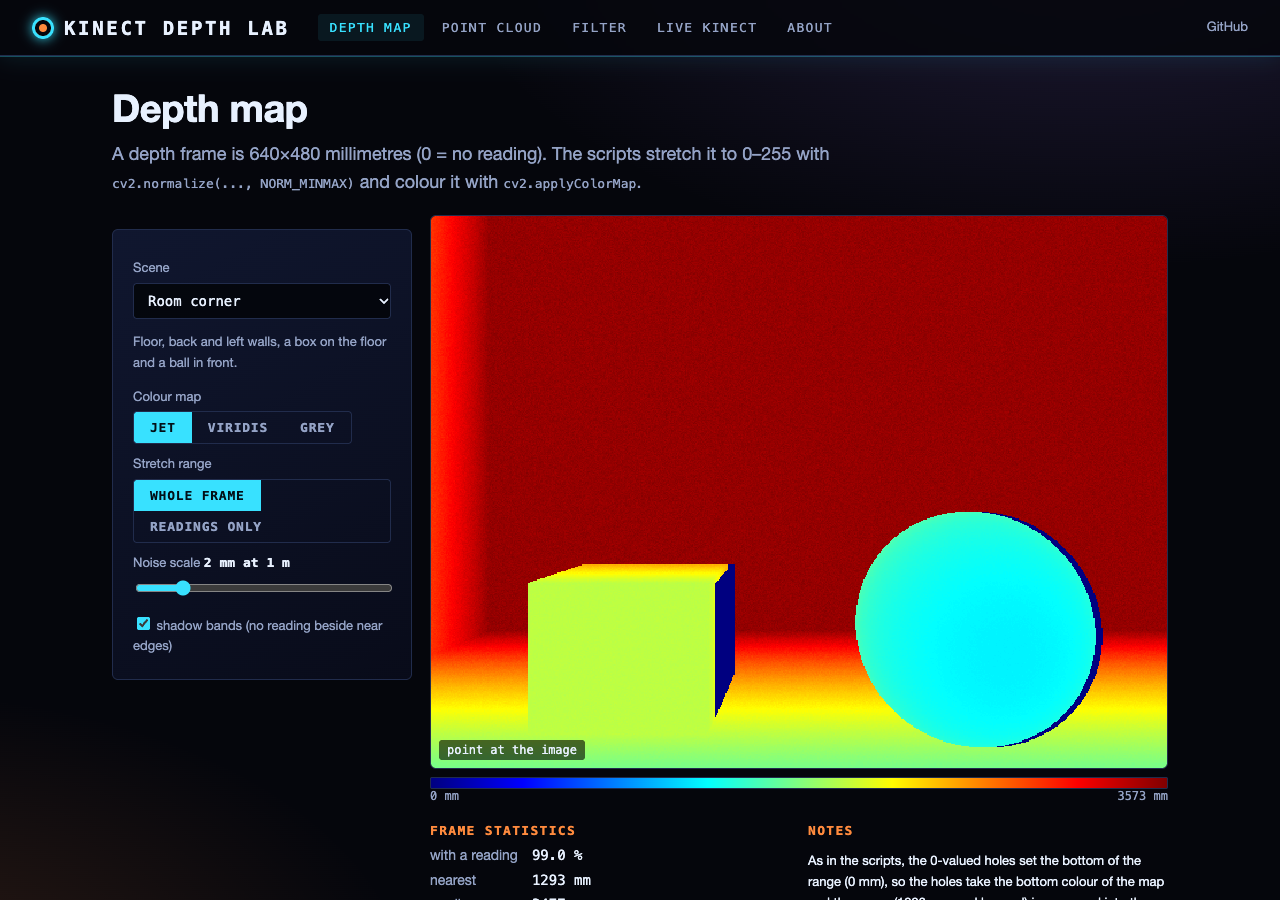 KINECT DEPTH LAB
DEPTH MAP
POINT CLOUD
FILTER
LIVE KINECT
ABOUT
GitHub
Depth map
A depth frame is 640×480 millimetres (0 = no reading). The scripts stretch it to 0–255 with
cv2.normalize(..., NORM_MINMAX) and colour it with cv2.applyColorMap.
Scene
Room corner
Floor, back and left walls, a box on the floor
and a ball in front.
Colour map
JET
VIRIDIS
GREY
Stretch range
WHOLE FRAME
READINGS ONLY
Noise scale 2 mm at 1 m
shadow bands (no reading beside near
edges)
point at the image
0 mm
3573 mm
FRAME STATISTICS
with a reading 99.0 %
nearest 1293 mm
NOTES
As in the scripts, the 0-valued holes set the bottom of the
range (0 mm), so the holes take the bottom colour of the map